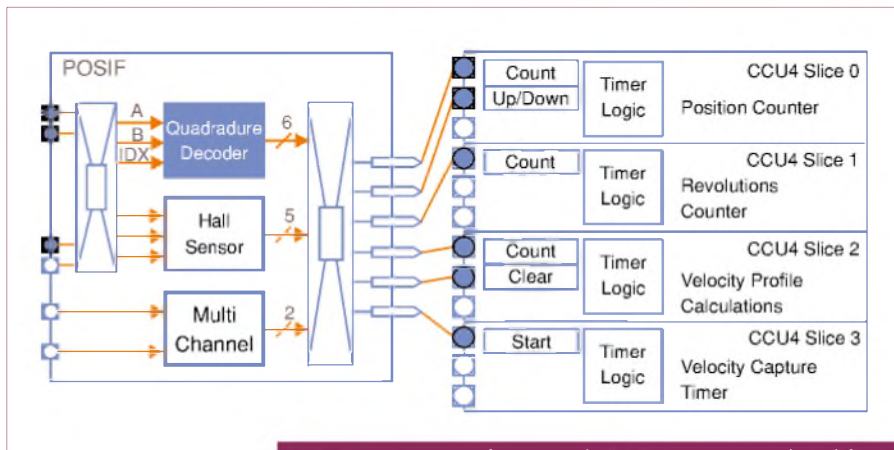 POSIF
A
B
IDX
Quadradure
Decoder
6
Hall
Sensor
5
Multi
Channel
2
Count
Up/Down
Timer
Logic
CCU4 Slice 0
Position Counter
Count
Timer
Logic
CCU4 Slice 1
Revolutions
Counter
Count
Clear
Timer
Logic
CCU4 Slice 2
Velocity Profile
Calculations
Start
Timer
Logic
CCU4 Slice 3
Velocity Capture
Timer